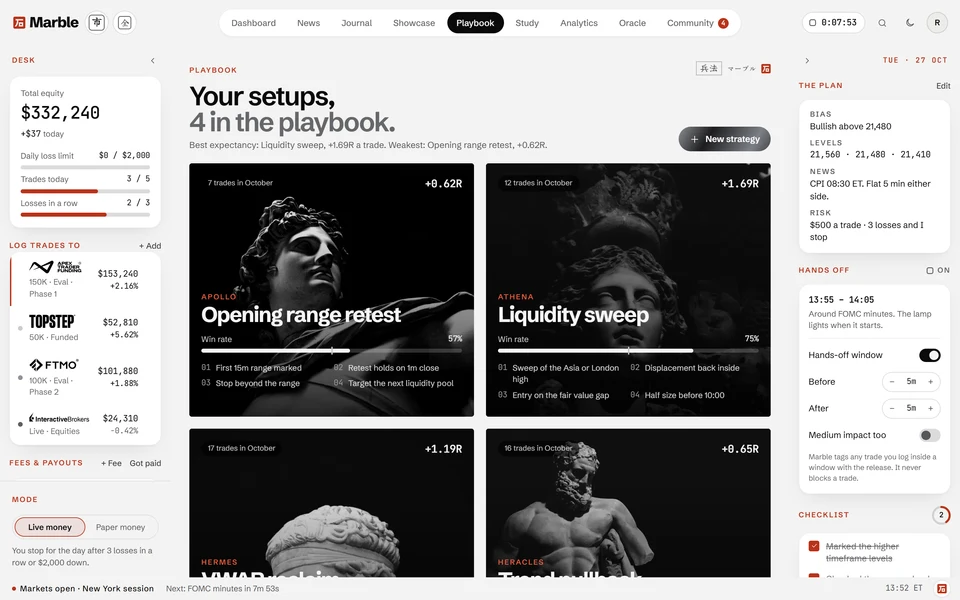 Marble
市
企
Dashboard
News
Journal
Showcase
Playbook
Study
Analytics
Oracle
Community 4
0:07:53
R
DESK
Total equity
$332,240
+$37 today
Daily loss limit $0 / $2,000
Trades today 3 / 5
Losses in a row 2 / 3
LOG TRADES TO + Add
APEX TRADER FUNDING
$153,240
150K · Eval · Phase 1
+2.16%
TOPSTEP
$52,810
50K · Funded
+5.62%
FTMO
$101,880
100K · Eval · Phase 2
+1.88%
InteractiveBrokers
$24,310
Live · Equities
-0.42%
FEES & PAYOUTS + Fee Got paid
MODE
Live money
Paper money
You stop for the day after 3 losses in a
row or $2,000 down.
PLAYBOOK
兵法 マーブル
Your setups,
4 in the playbook.
Best expectancy: Liquidity sweep, +1.69R a trade. Weakest: Opening range retest, +0.62R.
+ New strategy
7 trades in October +0.62R
APOLLO
Opening range retest
Win rate 57%
01 First 15m range marked
02 Retest holds on 1m close
03 Stop beyond the range
04 Target the next liquidity pool
12 trades in October +1.69R
ATHENA
Liquidity sweep
Win rate 75%
01 Sweep of the Asia or London
high
02 Displacement back inside
03 Entry on the fair value gap
04 Half size before 10:00
17 trades in October +1.19R
HERMES
VWAP reclaim
16 trades in October +0.65R
HERACLES
Trend pullback
TUE · 27 OCT
THE PLAN Edit
BIAS
Bullish above 21,480
LEVELS
21,560 · 21,480 · 21,410
NEWS
CPI 08:30 ET. Flat 5 min either
side.
RISK
$500 a trade · 3 losses and I
stop
HANDS OFF ON
13:55 – 14:05
Around FOMC minutes. The lamp
lights when it starts.
Hands-off window
Before − 5m +
After − 5m +
Medium impact too
Marble tags any trade you log inside a
window with the release. It never
blocks a trade.
CHECKLIST 2
Marked the higher
timeframe levels
Markets open · New York session
Next: FOMC minutes in 7m 53s
13:52 ET